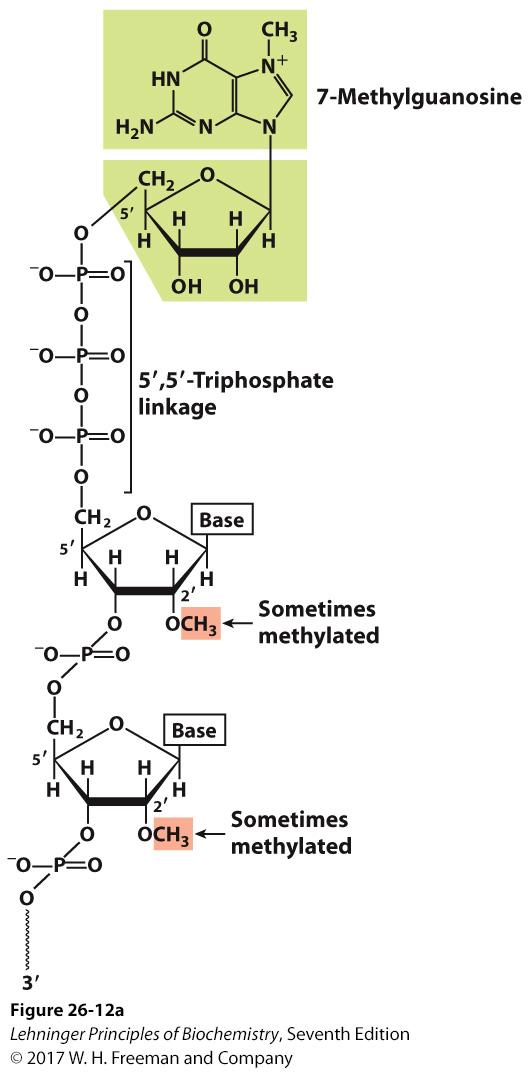 O
CH₃
N⁺
HN
H₂N
N
N
7-Methylguanosine
CH₂
O
5′
H
H
H
H
O
OH
OH
⁻O—P=O
O
⁻O—P=O
O
5′,5′-Triphosphate
linkage
⁻O—P=O
O
CH₂
O
Base
5′
H
H
H
H
2′
O
OCH₃
Sometimes
methylated
⁻O—P=O
O
CH₂
O
Base
5′
H
H
H
H
2′
O
OCH₃
Sometimes
methylated
⁻O—P=O
O
3′
Figure 26-12a
Lehninger Principles of Biochemistry, Seventh Edition
© 2017 W. H. Freeman and Company